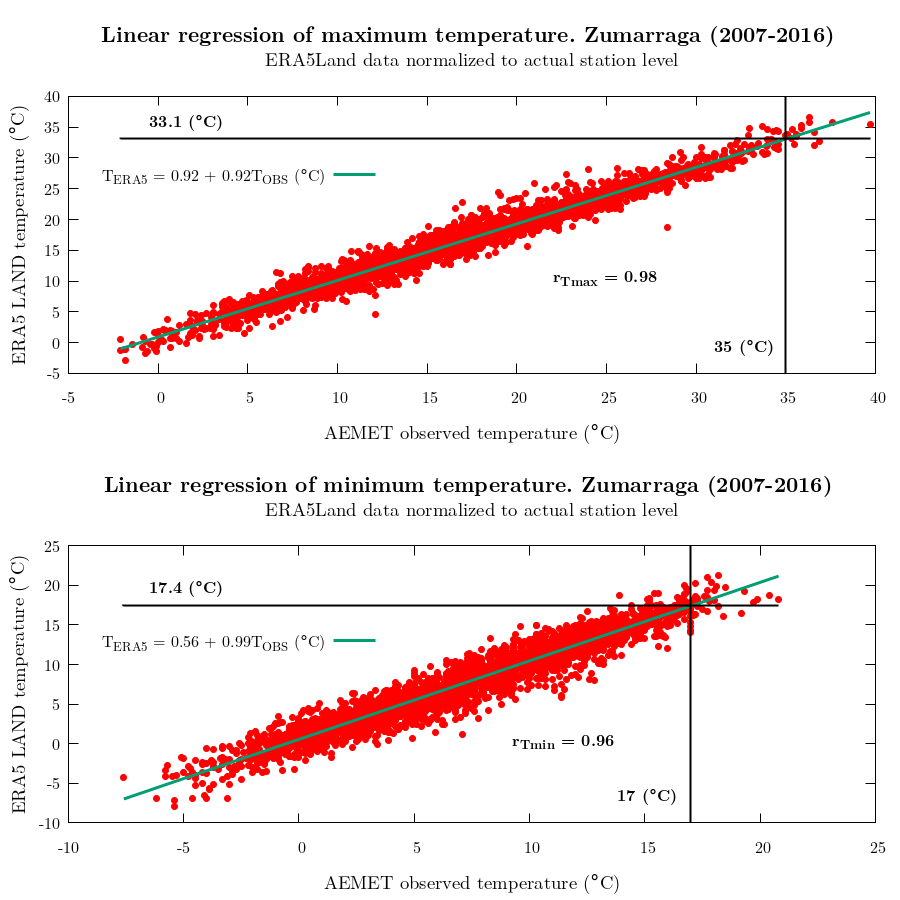 Linear regression of maximum temperature. Zumarraga (2007-2016)
ERA5Land data normalized to actual station level
ERA5 LAND temperature (°C)
40
35
30
25
20
15
10
5
0
-5
33.1 (°C)
T_ERA5 = 0.92 + 0.92T_OBS (°C)
r_Tmax = 0.98
35 (°C)
-5 0 5 10 15 20 25 30 35 40
AEMET observed temperature (°C)
Linear regression of minimum temperature. Zumarraga (2007-2016)
ERA5Land data normalized to actual station level
ERA5 LAND temperature (°C)
25
20
15
10
5
0
-5
-10
17.4 (°C)
T_ERA5 = 0.56 + 0.99T_OBS (°C)
r_Tmin = 0.96
17 (°C)
-10 -5 0 5 10 15 20 25
AEMET observed temperature (°C)